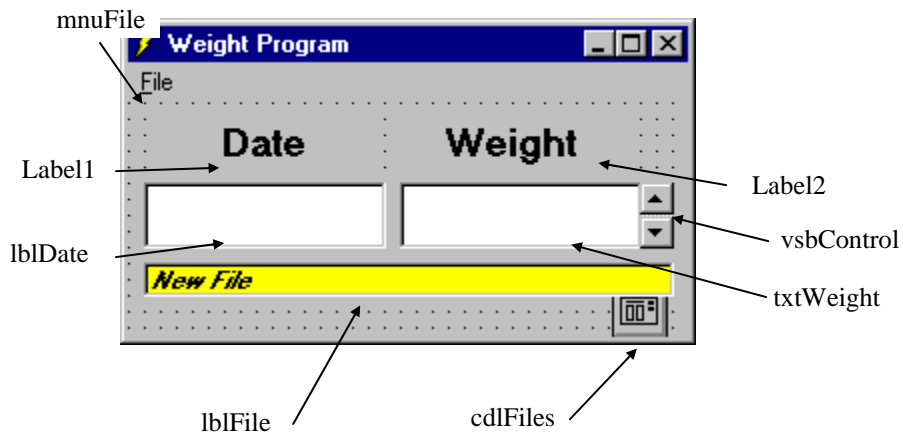 mnuFile
Weight Program
File
Date Weight
Label1
Label2
lblDate
vsbControl
New File
txtWeight
lblFile
cdlFiles